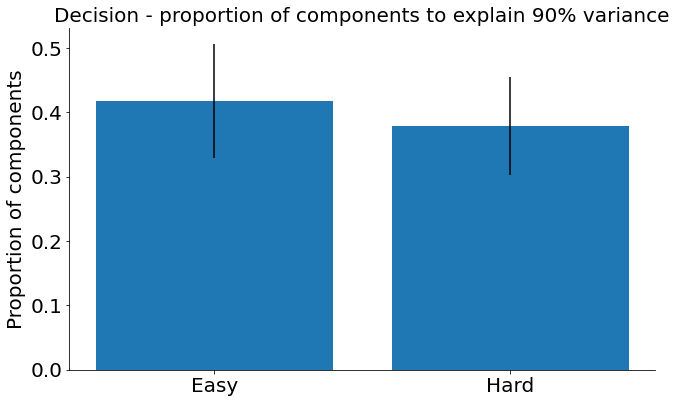 Decision - proportion of components to explain 90% variance
Proportion of components
0.5
0.4
0.3
0.2
0.1
0.0
Easy
Hard